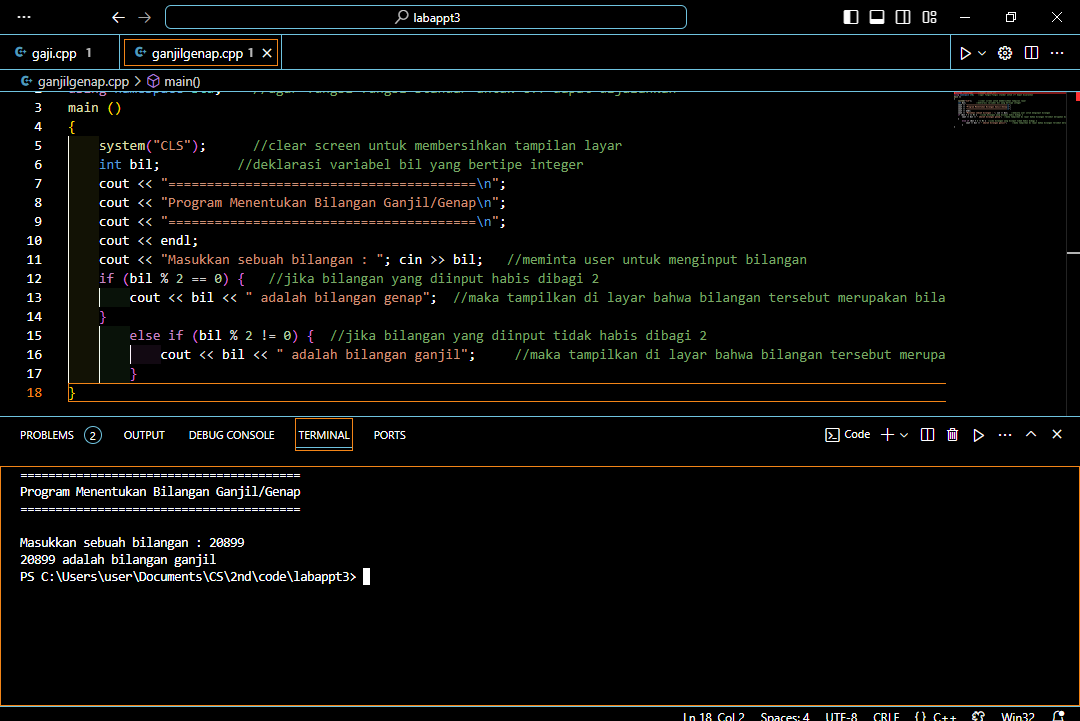 labappt3
gaji.cpp 1
ganjilgenap.cpp 1
ganjilgenap.cpp > main()
3 main ()
4 {
5 system("CLS"); //clear screen untuk membersihkan tampilan layar
6 int bil; //deklarasi variabel bil yang bertipe integer
7 cout << "========================================\n";
8 cout << "Program Menentukan Bilangan Ganjil/Genap\n";
9 cout << "========================================\n";
10 cout << endl;
11 cout << "Masukkan sebuah bilangan : "; cin >> bil; //meminta user untuk menginput bilangan
12 if (bil % 2 == 0) { //jika bilangan yang diinput habis dibagi 2
13 cout << bil << " adalah bilangan genap"; //maka tampilkan di layar bahwa bilangan tersebut merupakan bila
14 }
15 else if (bil % 2 != 0) { //jika bilangan yang diinput tidak habis dibagi 2
16 cout << bil << " adalah bilangan ganjil"; //maka tampilkan di layar bahwa bilangan tersebut merupa
17 }
18 }
PROBLEMS 2 OUTPUT DEBUG CONSOLE TERMINAL PORTS Code
========================================
Program Menentukan Bilangan Ganjil/Genap
========================================
Masukkan sebuah bilangan : 20899
20899 adalah bilangan ganjil
PS C:\Users\user\Documents\CS\2nd\code\labappt3>
Ln 18, Col 2 Spaces: 4 UTF-8 CRLF {} C++ Win32